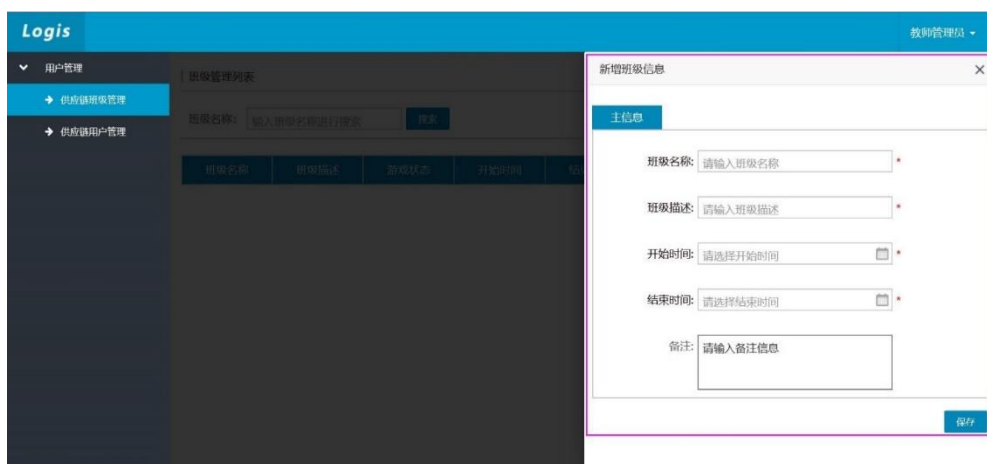 Logis
教师管理员
用户管理
供应链班级管理
供应链用户管理
班级管理列表
班级名称: 输入班级名称进行搜索 搜索
班级名称 班级描述 游戏状态 开始时间 结
新增班级信息
主信息
班级名称: 请输入班级名称 *
班级描述: 请输入班级描述 *
开始时间: 请选择开始时间 *
结束时间: 请选择结束时间 *
备注: 请输入备注信息
保存